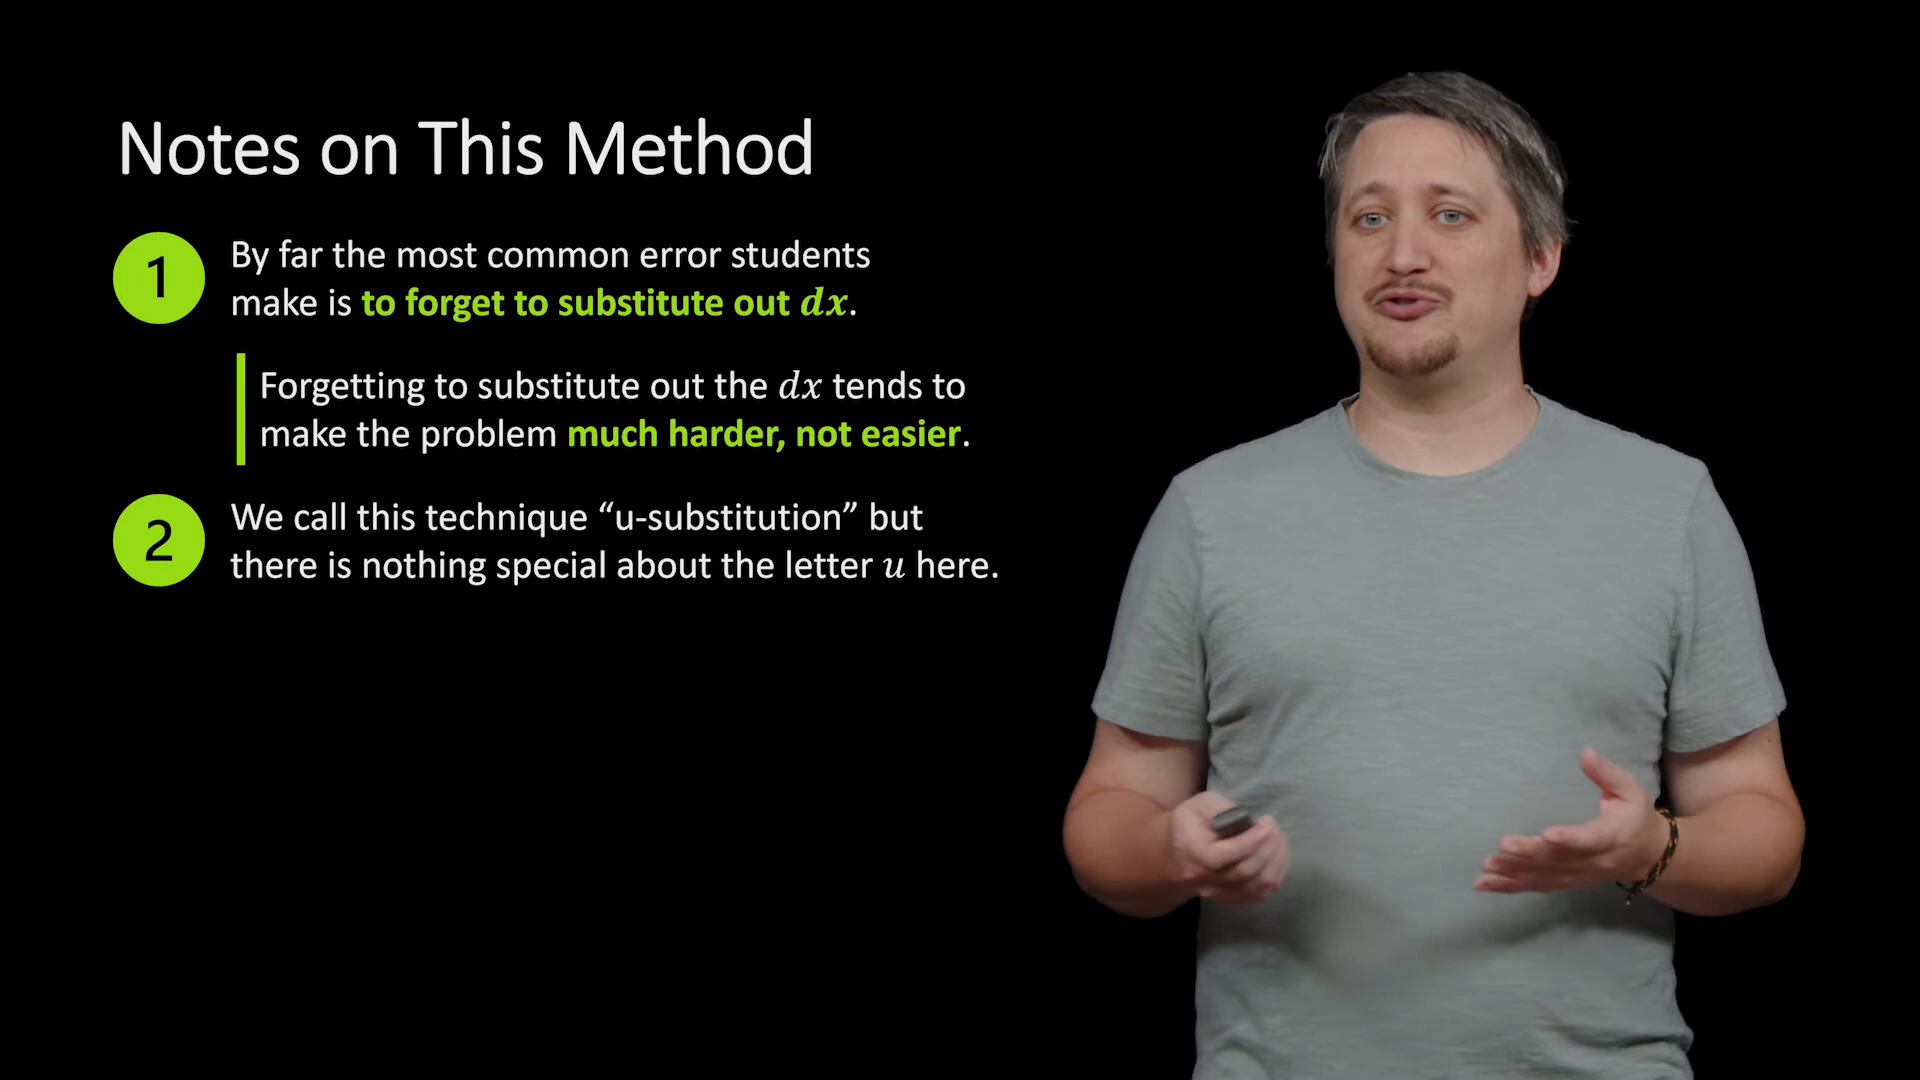 Notes on This Method
1
By far the most common error students
make is to forget to substitute out dx.
Forgetting to substitute out the dx tends to
make the problem much harder, not easier.
2
We call this technique “u-substitution” but
there is nothing special about the letter u here.